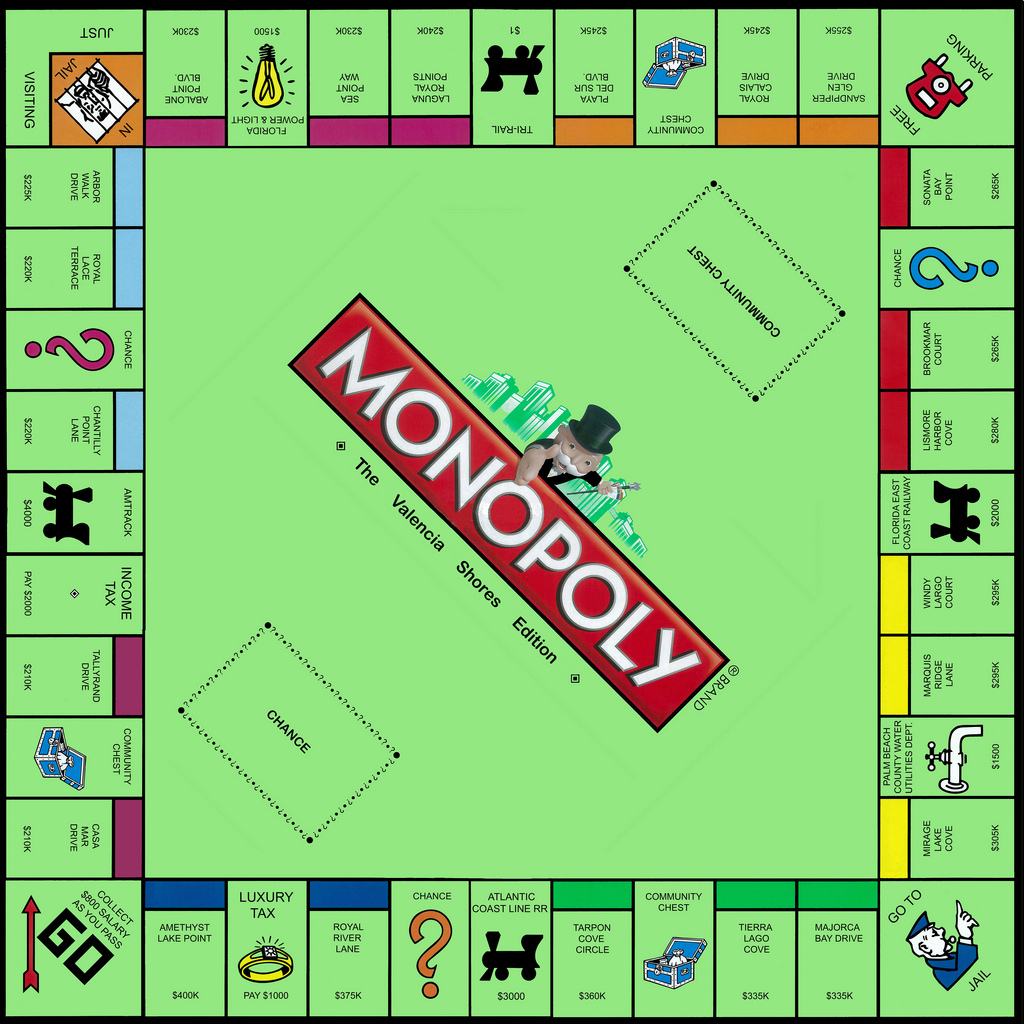 JUST
VISITING
IN
JAIL
$230K
ABALONE
POINT
BLVD.
$1500
FLORIDA
POWER & LIGHT
$230K
SEA
POINT
WAY
$240K
LAGUNA
ROYAL
POINTS
$1
TRI-RAIL
$245K
PLAYA
DEL SUR
BLVD.
COMMUNITY
CHEST
$245K
ROYAL
CALAIS
DRIVE
$255K
SANDPIPER
GLEN
DRIVE
FREE
PARKING
SONATA
BAY
POINT
$265K
CHANCE
BROOKMAR
COURT
$265K
LISMORE
HARBOR
COVE
$280K
FLORIDA EAST
COAST RAILWAY
$2000
WINDY
LARGO
COURT
$295K
MARQUIS
RIDGE
LANE
$295K
PALM BEACH
COUNTY WATER
UTILITIES DEPT.
$1500
MIRAGE
LAKE
COVE
$305K
GO TO
JAIL
MAJORCA
BAY DRIVE
$335K
TIERRA
LAGO
COVE
$335K
COMMUNITY
CHEST
TARPON
COVE
CIRCLE
$360K
ATLANTIC
COAST LINE RR
$3000
CHANCE
ROYAL
RIVER
LANE
$375K
LUXURY
TAX
PAY $1000
AMETHYST
LAKE POINT
$400K
COLLECT
$800 SALARY
AS YOU PASS
GO
CASA
MAR
DRIVE
$210K
COMMUNITY
CHEST
TALLYRAND
DRIVE
$210K
INCOME
TAX
PAY $2000
AMTRACK
$4000
CHANTILLY
POINT
LANE
$220K
CHANCE
ROYAL
LACE
TERRACE
$220K
ARBOR
WALK
DRIVE
$225K
COMMUNITY CHEST
MONOPOLY
®BRAND
The Valencia Shores Edition
CHANCE